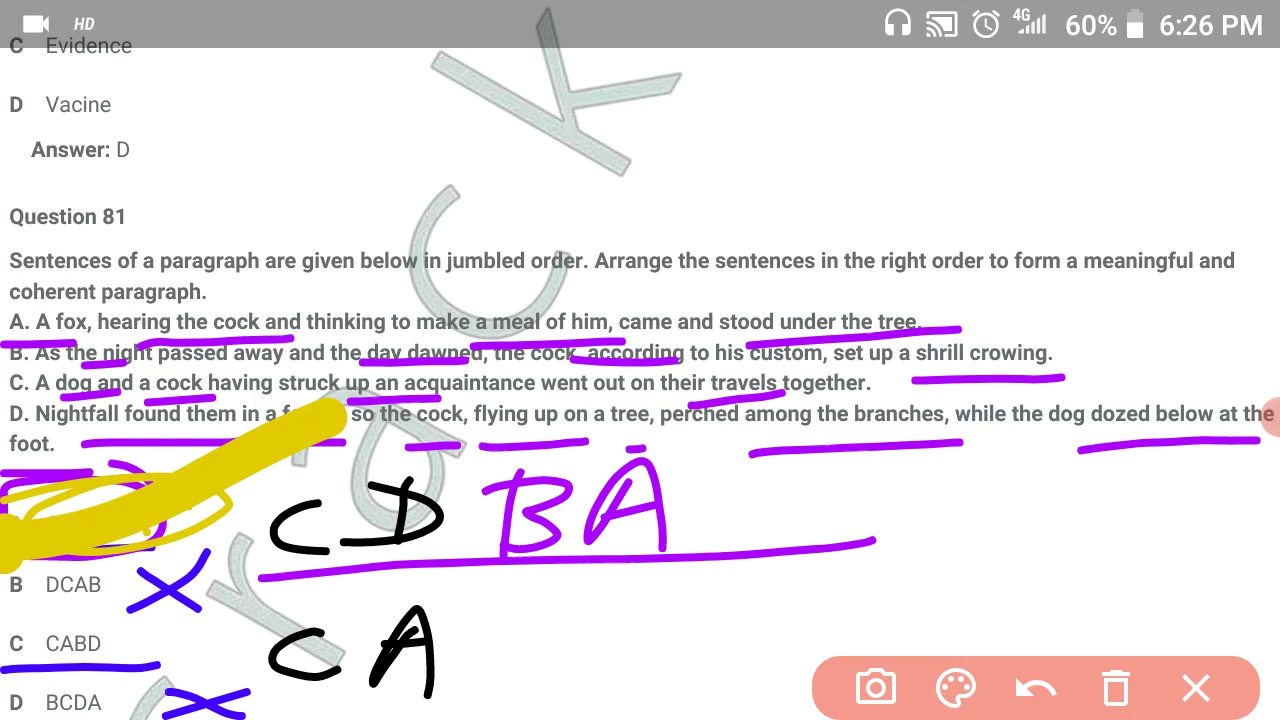 HD 4G 60% 6:26 PM
C Evidence
D Vacine
Answer: D
Question 81
Sentences of a paragraph are given below in jumbled order. Arrange the sentences in the right order to form a meaningful and
coherent paragraph.
A. A fox, hearing the cock and thinking to make a meal of him, came and stood under the tree.
B. As the night passed away and the day dawned, the cock, according to his custom, set up a shrill crowing.
C. A dog and a cock having struck up an acquaintance went out on their travels together.
D. Nightfall found them in a so the cock, flying up on a tree, perched among the branches, while the dog dozed below at the
foot.
CD BA
B DCAB
C CABD
CA
D BCDA